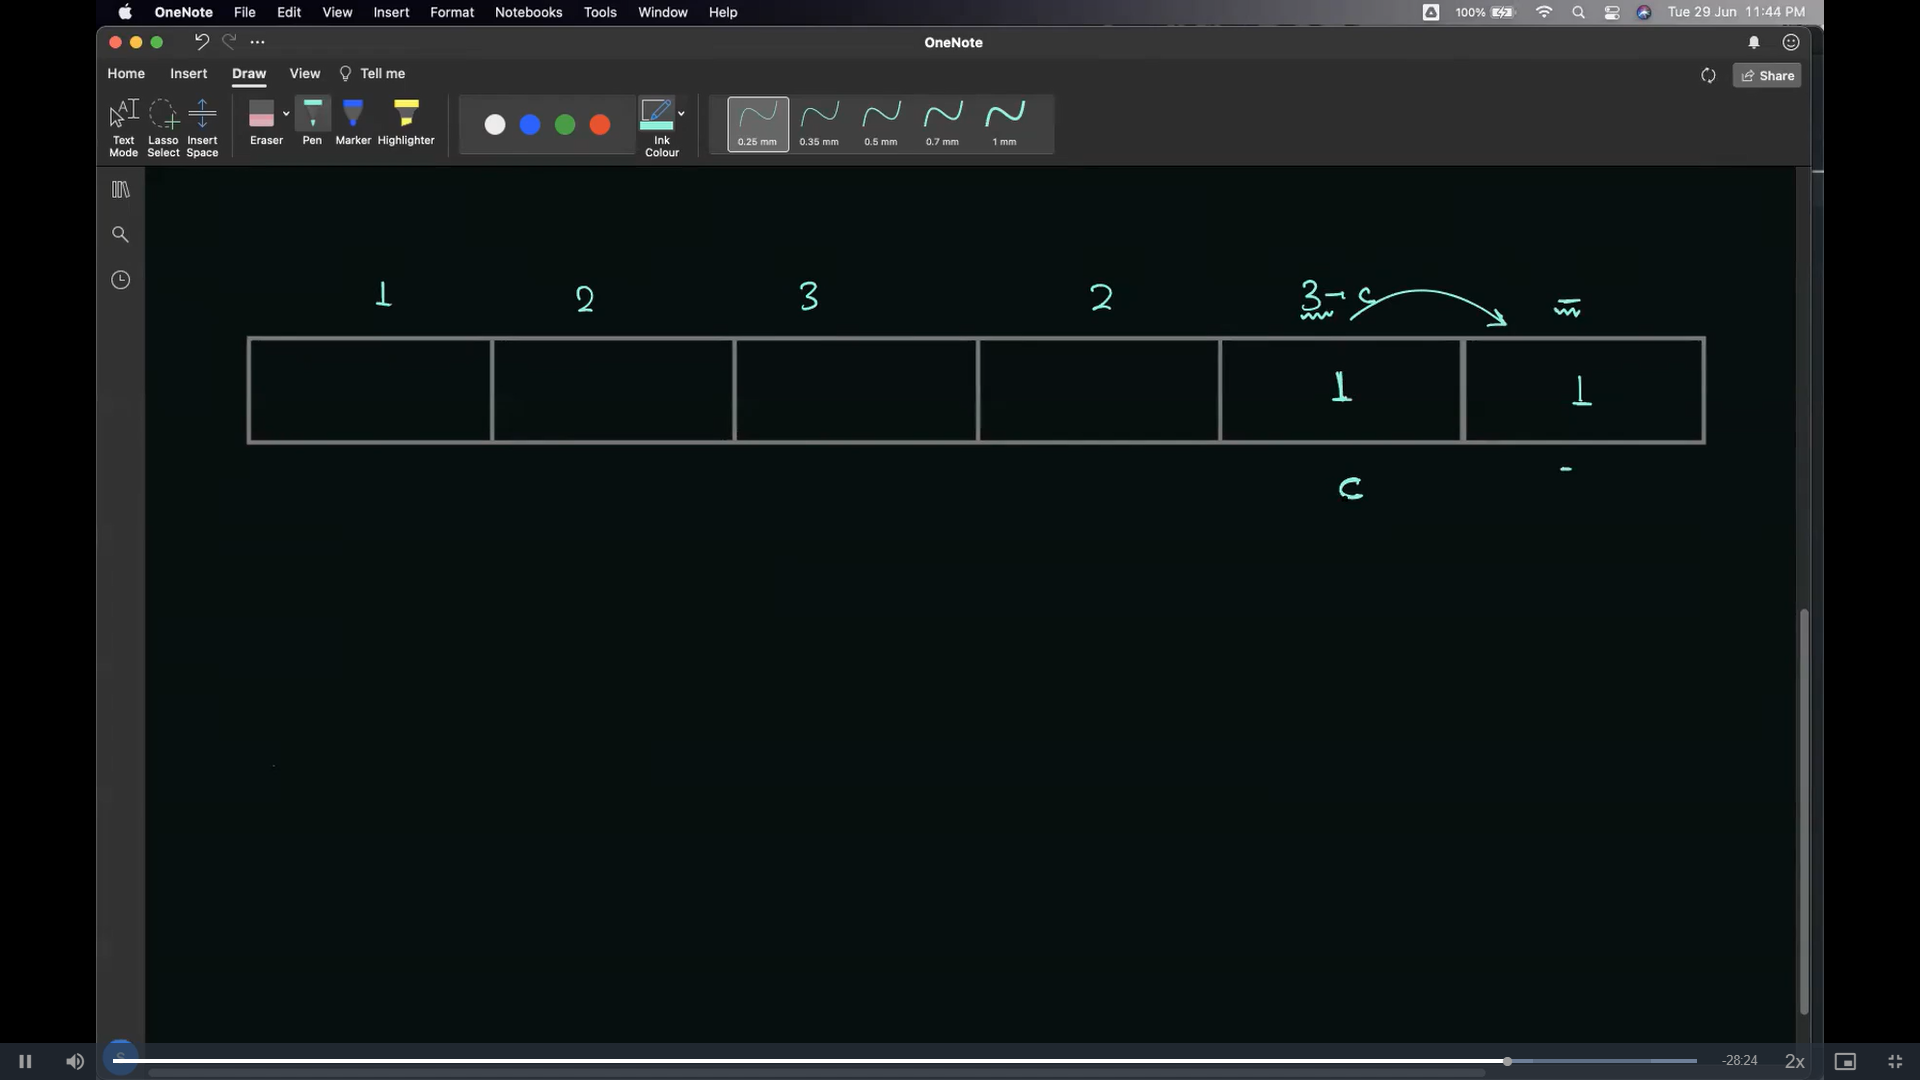 OneNote File Edit View Insert Format Notebooks Tools Window Help 100% Tue 29 Jun 11:44 PM
OneNote
Home Insert Draw View Tell me Share
Text Mode Lasso Select Insert Space Eraser Pen Marker Highlighter Ink Colour 0.25 mm 0.35 mm 0.5 mm 0.7 mm 1 mm
1 2 3 2 3 → c -
1 1
c -
-28:24 2x